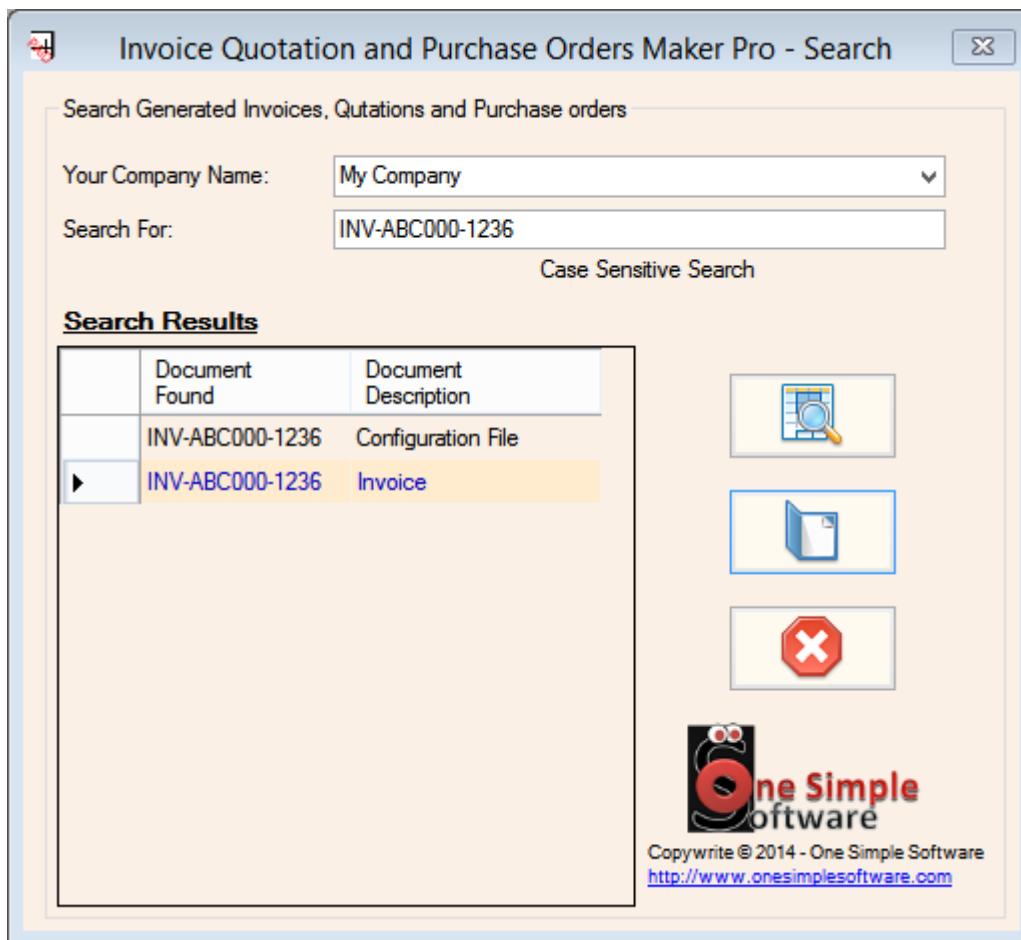 Invoice Quotation and Purchase Orders Maker Pro - Search
Search Generated Invoices, Qutations and Purchase orders
Your Company Name:
My Company
Search For:
INV-ABC000-1236
Case Sensitive Search
Search Results
Document Found
Document Description
INV-ABC000-1236 Configuration File
INV-ABC000-1236 Invoice
One Simple
Software
Copywrite © 2014 - One Simple Software
http://www.onesimplesoftware.com